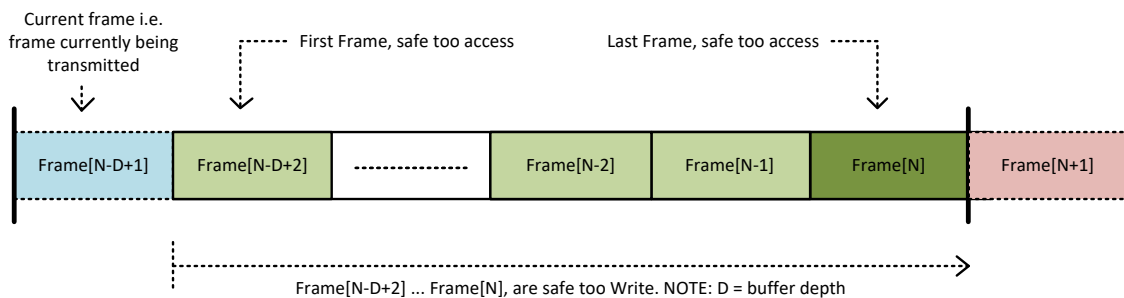 Current frame i.e.
frame currently being
transmitted
First Frame, safe too access
Last Frame, safe too access
Frame[N-D+1]
Frame[N-D+2]
Frame[N-2]
Frame[N-1]
Frame[N]
Frame[N+1]
Frame[N-D+2] ... Frame[N], are safe too Write. NOTE: D = buffer depth